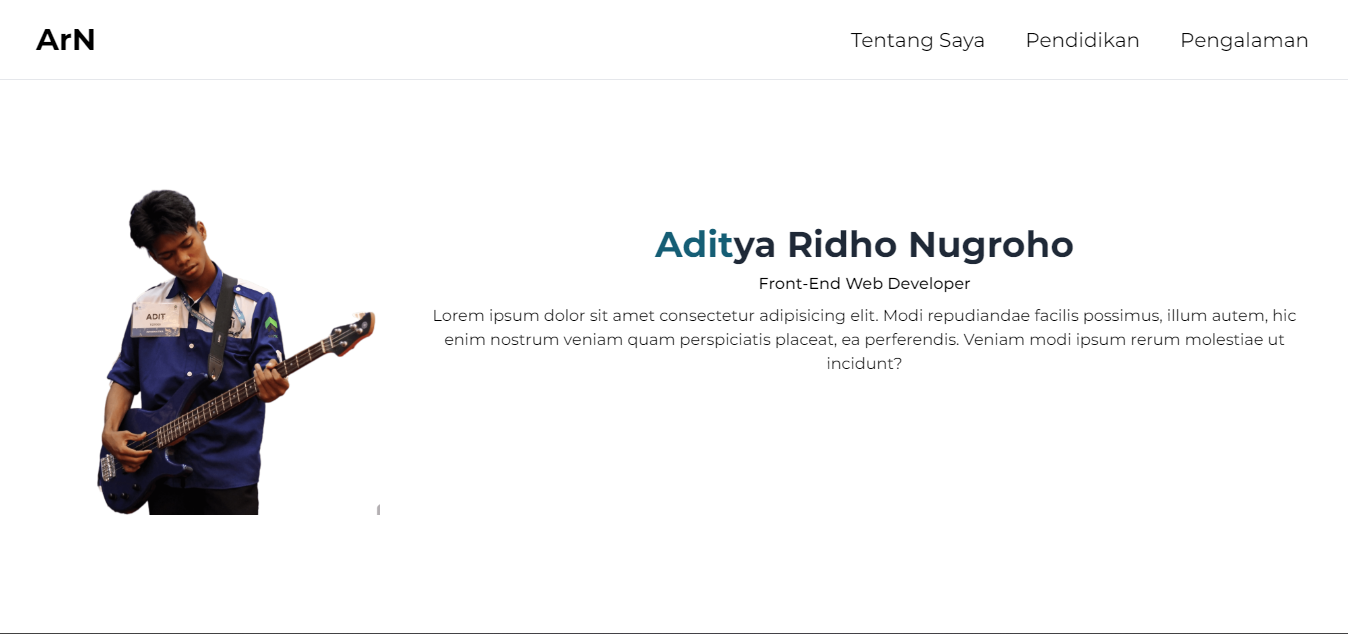 ArN
Tentang Saya Pendidikan Pengalaman
Aditya Ridho Nugroho
Front-End Web Developer
Lorem ipsum dolor sit amet consectetur adipisicing elit. Modi repudiandae facilis possimus, illum autem, hic
enim nostrum veniam quam perspiciatis placeat, ea perferendis. Veniam modi ipsum rerum molestiae ut
incidunt?
ADIT